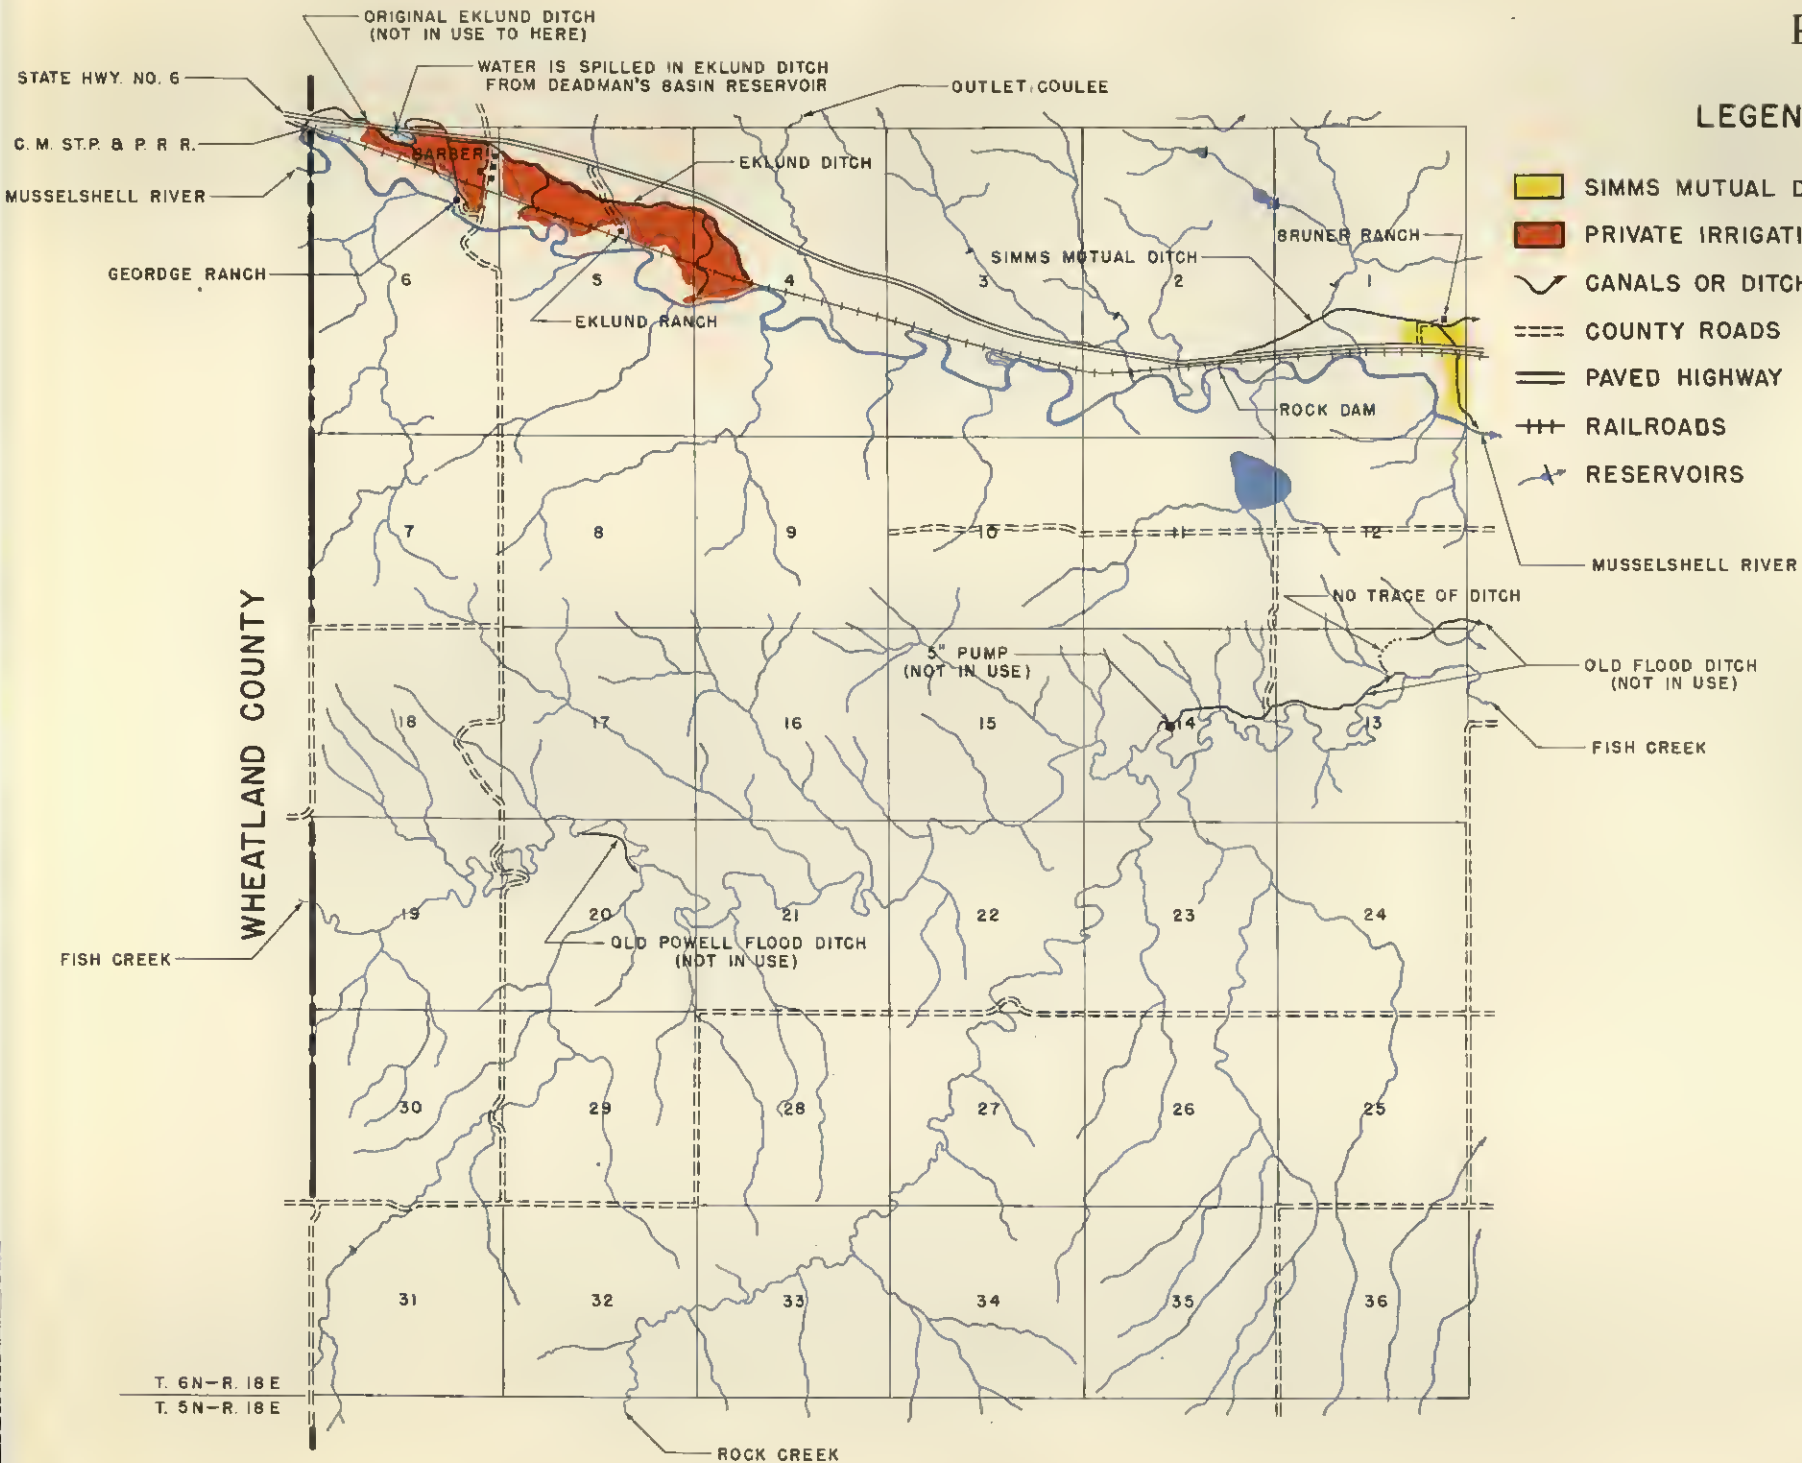 ORIGINAL EKLUND DITCH
(NOT IN USE TO HERE)
STATE HWY. NO. 6
WATER IS SPILLED IN EKLUND DITCH
FROM DEADMAN'S BASIN RESERVOIR
OUTLET COULEE
C. M. ST.P. & P. R R.
BARBER
EKLUND DITCH
MUSSELSHELL RIVER
GEORDGE RANCH
EKLUND RANCH
SIMMS MUTUAL DITCH
BRUNER RANCH
ROCK DAM
6
5
4
3
2
1
LEGEN
SIMMS MUTUAL D
PRIVATE IRRIGATI
CANALS OR DITCH
COUNTY ROADS
PAVED HIGHWAY
RAILROADS
RESERVOIRS
7
8
9
10
11
12
MUSSELSHELL RIVER
NO TRACE OF DITCH
5" PUMP
(NOT IN USE)
OLD FLOOD DITCH
(NOT IN USE)
FISH CREEK
WHEATLAND COUNTY
18
17
16
15
14
13
19
20
21
22
23
24
FISH CREEK
OLD POWELL FLOOD DITCH
(NOT IN USE)
30
29
28
27
26
25
31
32
33
34
35
36
T. 6N-R. 18E
T. 5N-R. 18E
ROCK CREEK